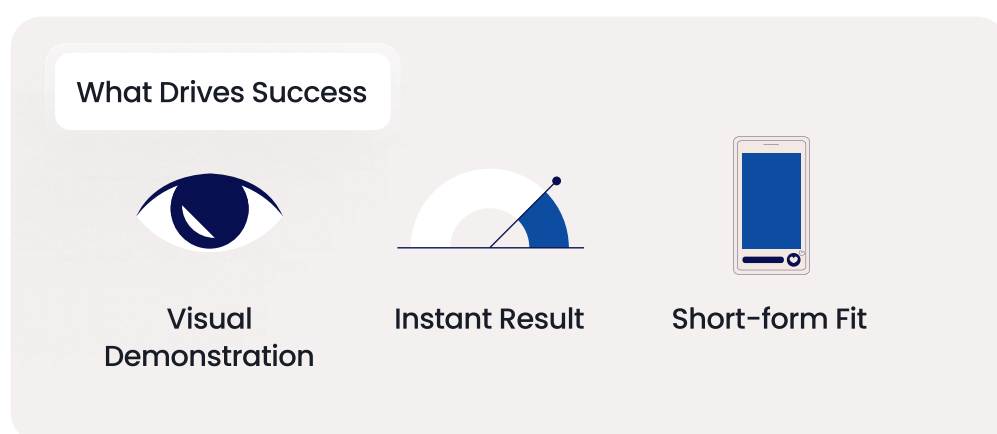 What Drives Success
Visual
Demonstration
Instant Result
Short-form Fit